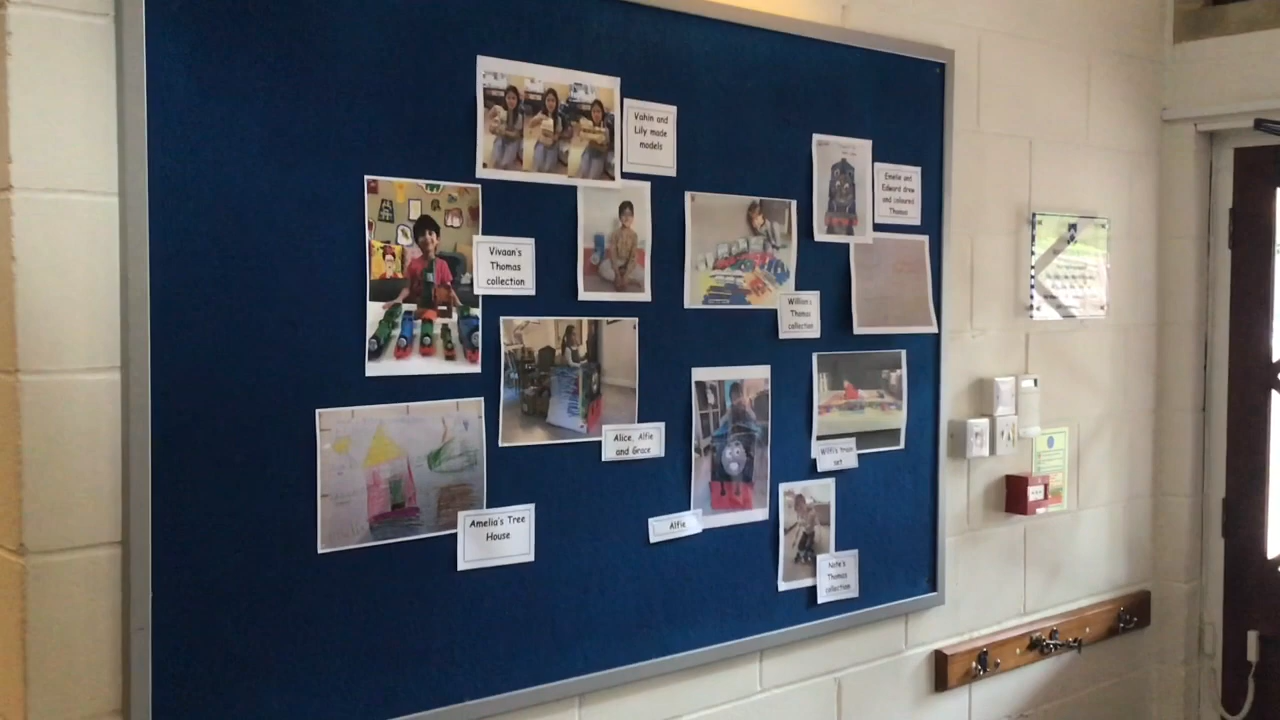 Vahin and
Lily made
models
Emelie and
Edward drew
and coloured
Thomas
Vivaan's
Thomas
collection
William's
Thomas
collection
Alice, Alfie
and Grace
Wilfi's train
set
Amelia's Tree
House
Alfie
Nate's
Thomas
collection